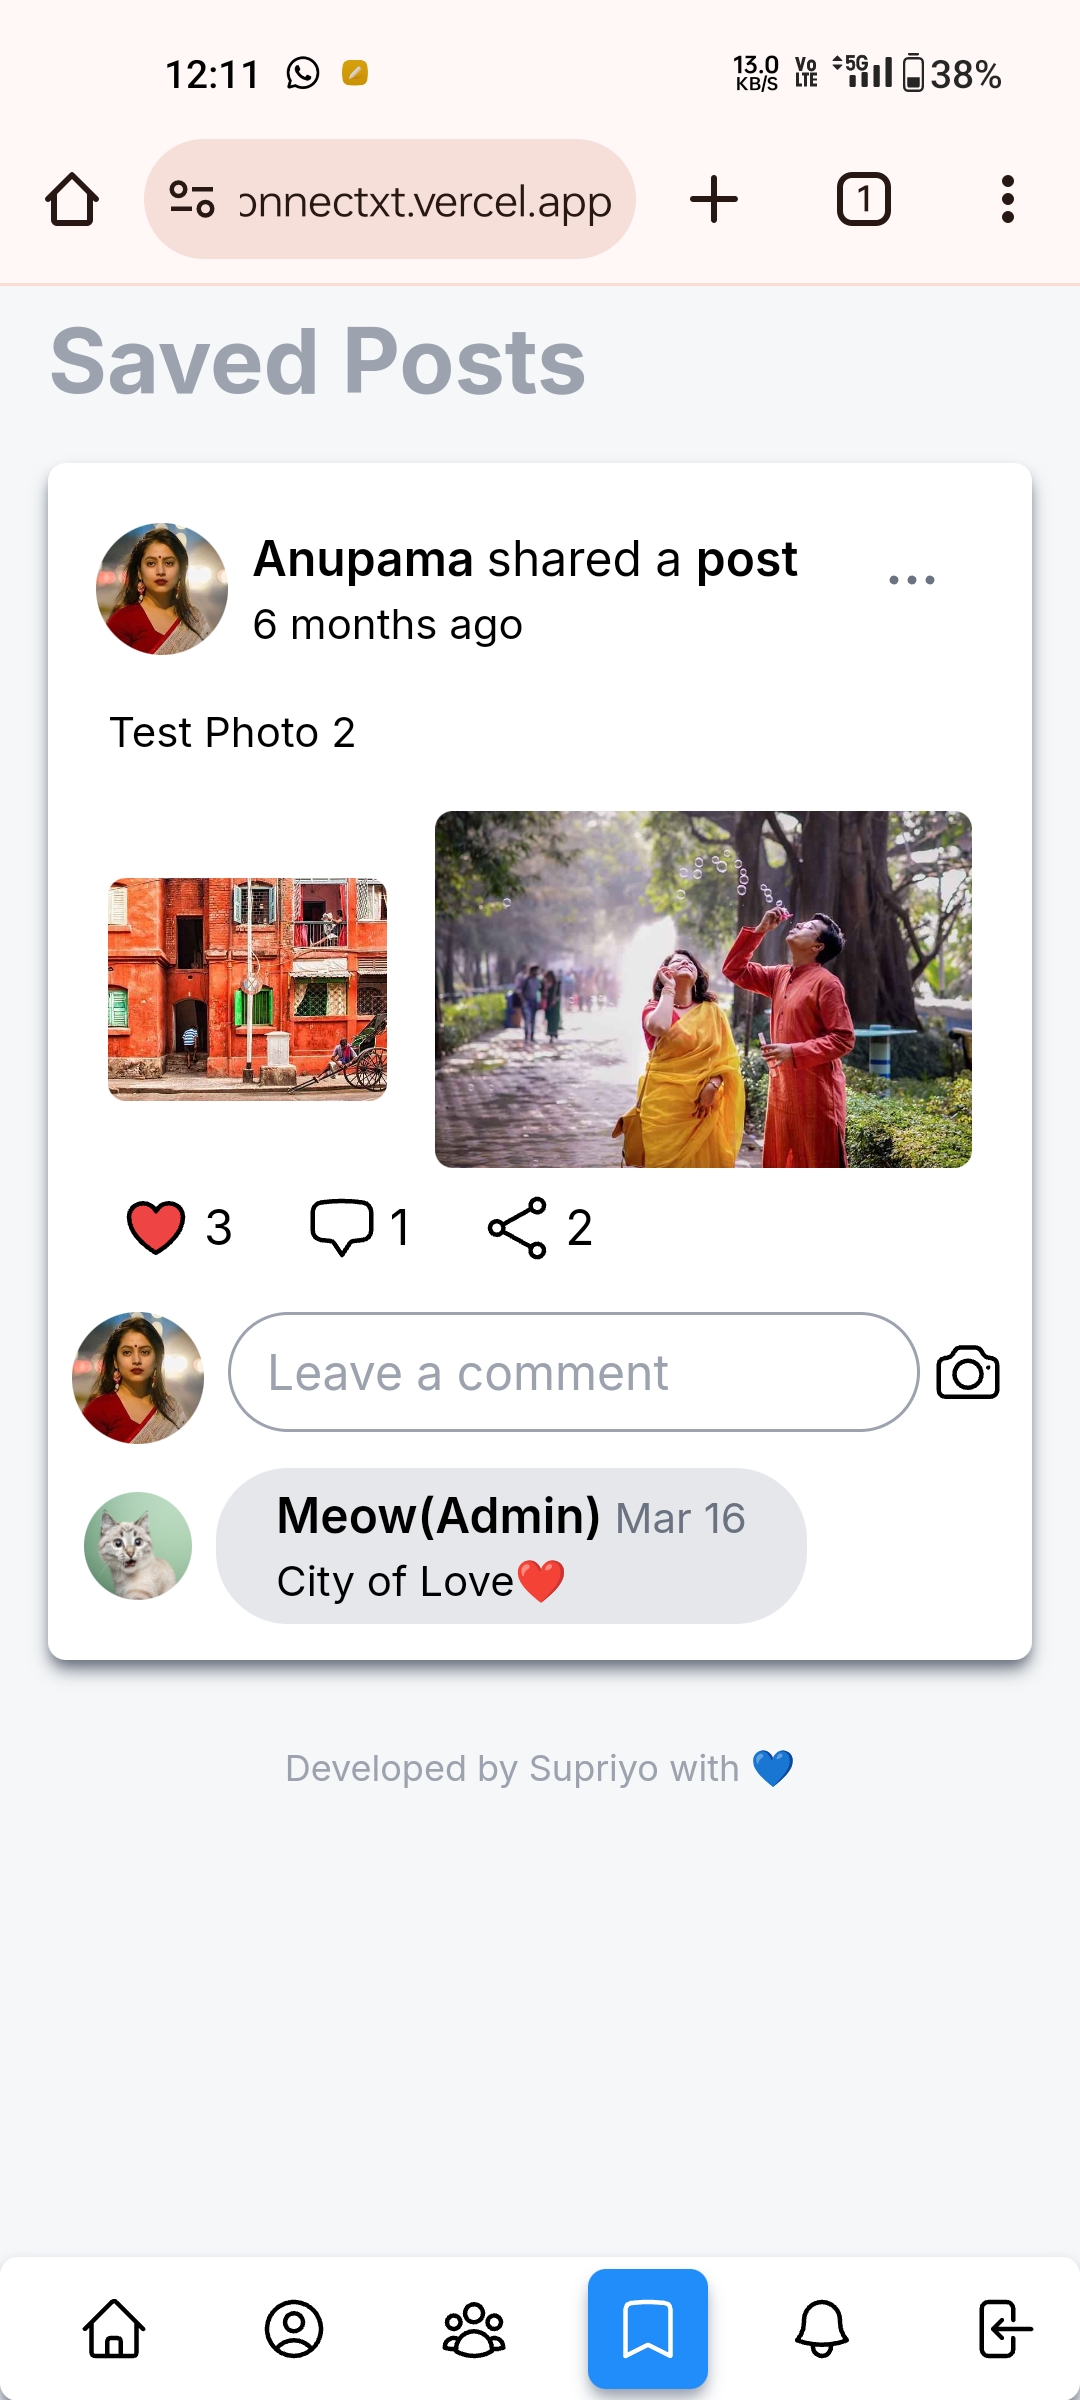 12:11
13.0 KB/S Vo LTE 5G 38%
onnectxt.vercel.app
1
Saved Posts
Anupama shared a post
6 months ago
Test Photo 2
3 1 2
Leave a comment
Meow(Admin) Mar 16
City of Love❤️
Developed by Supriyo with 💙